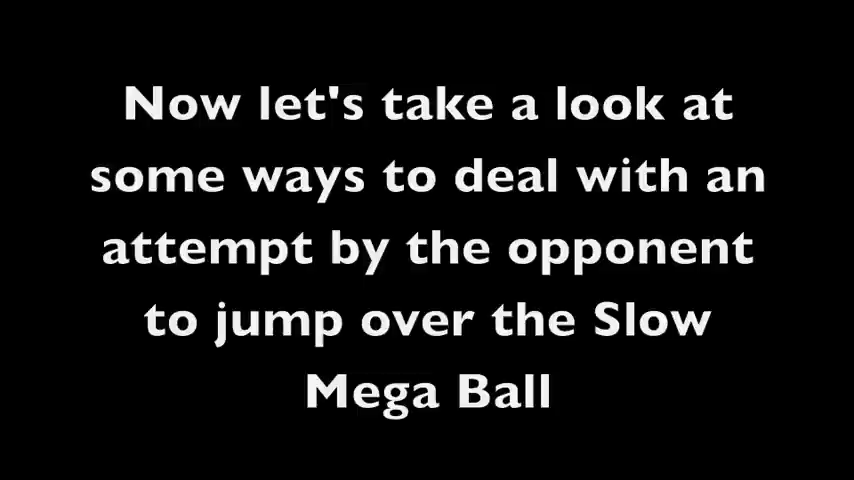 Now let's take a look at
some ways to deal with an
attempt by the opponent
to jump over the Slow
Mega Ball